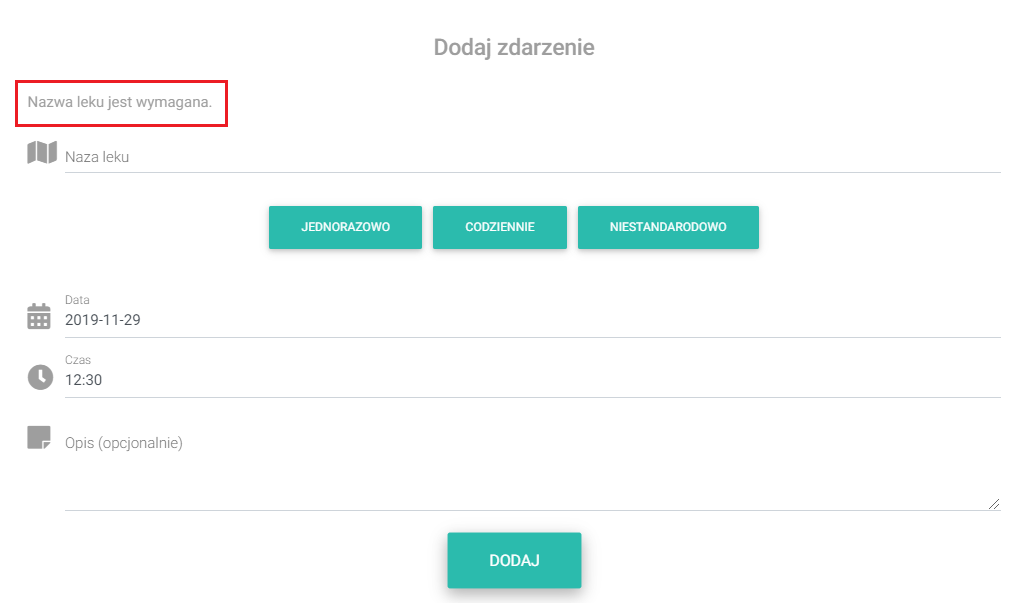 Dodaj zdarzenie
Nazwa leku jest wymagana.
Naza leku
JEDNORAZOWO CODZIENNIE NIESTANDARODOWO
Data
2019-11-29
Czas
12:30
Opis (opcjonalnie)
DODAJ